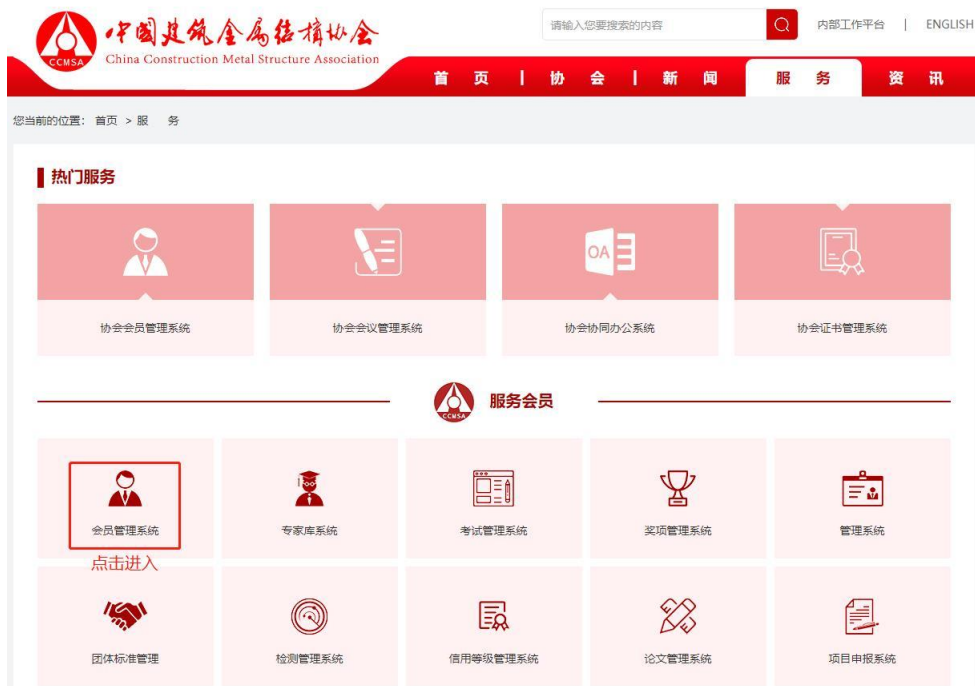 中国建筑金属结构协会
China Construction Metal Structure Association
CCMSA
请输入您要搜索的内容
内部工作平台 | ENGLISH
首 页 | 协 会 | 新 闻 服 务 资 讯
您当前的位置： 首页 > 服 务
热门服务
OA
协会会员管理系统 协会会议管理系统 协会协同办公系统 协会证书管理系统
CCMSA 服务会员
会员管理系统 专家库系统 考试管理系统 奖项管理系统 管理系统
点击进入
团体标准管理 检测管理系统 信用等级管理系统 论文管理系统 项目申报系统